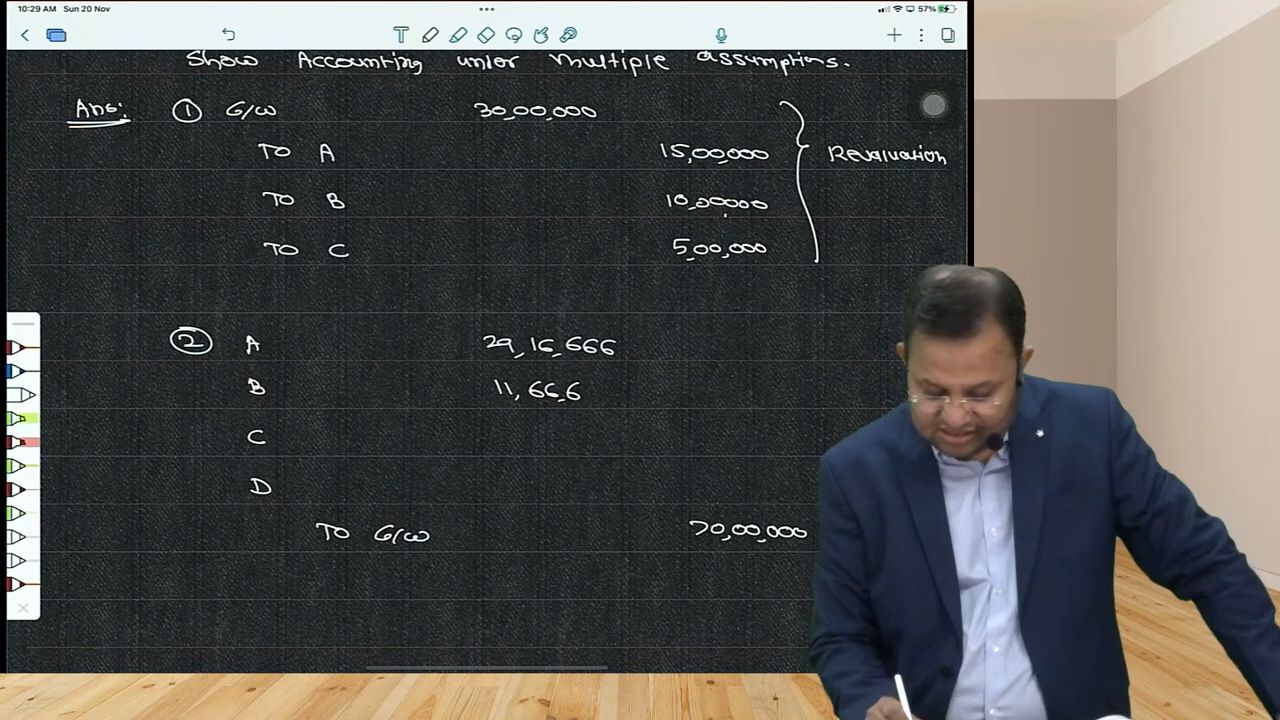 10:29 AM Sun 20 Nov
57%
Show Accounting under multiple assumptions.
Ans: ① G/W 30,00,000
TO A 15,00,000
TO B 10,00,000
TO C 5,00,000
Revaluation
② A 29,16,666
B 11,66,6
C
D
TO G/W 70,00,000